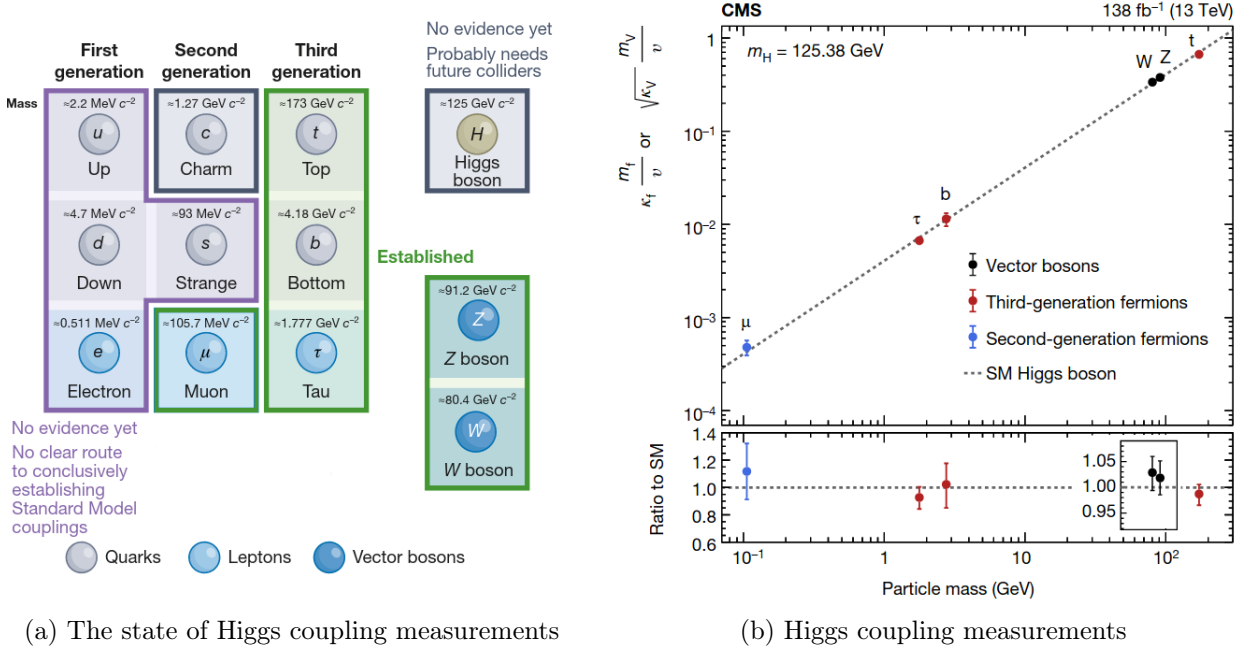 First
generation
Second
generation
Third
generation
Mass
≈2.2 MeV c⁻²
u
Up
≈1.27 GeV c⁻²
c
Charm
≈173 GeV c⁻²
t
Top
≈4.7 MeV c⁻²
d
Down
≈93 MeV c⁻²
s
Strange
≈4.18 GeV c⁻²
b
Bottom
≈0.511 MeV c⁻²
e
Electron
≈105.7 MeV c⁻²
μ
Muon
≈1.777 GeV c⁻²
τ
Tau
No evidence yet
Probably needs
future colliders
≈125 GeV c⁻²
H
Higgs
boson
Established
≈91.2 GeV c⁻²
Z
Z boson
≈80.4 GeV c⁻²
W
W boson
No evidence yet
No clear route
to conclusively
establishing
Standard Model
couplings
Quarks
Leptons
Vector bosons
(a) The state of Higgs coupling measurements
CMS
138 fb⁻¹ (13 TeV)
m_H = 125.38 GeV
κ_f m_f/v or √κ_V m_V/v
1
10⁻¹
10⁻²
10⁻³
10⁻⁴
μ
τ
b
W
Z
t
Vector bosons
Third-generation fermions
Second-generation fermions
SM Higgs boson
Ratio to SM
1.4
1.2
1.0
0.8
0.6
1.05
1.00
0.95
10⁻¹
1
10
10²
Particle mass (GeV)
(b) Higgs coupling measurements